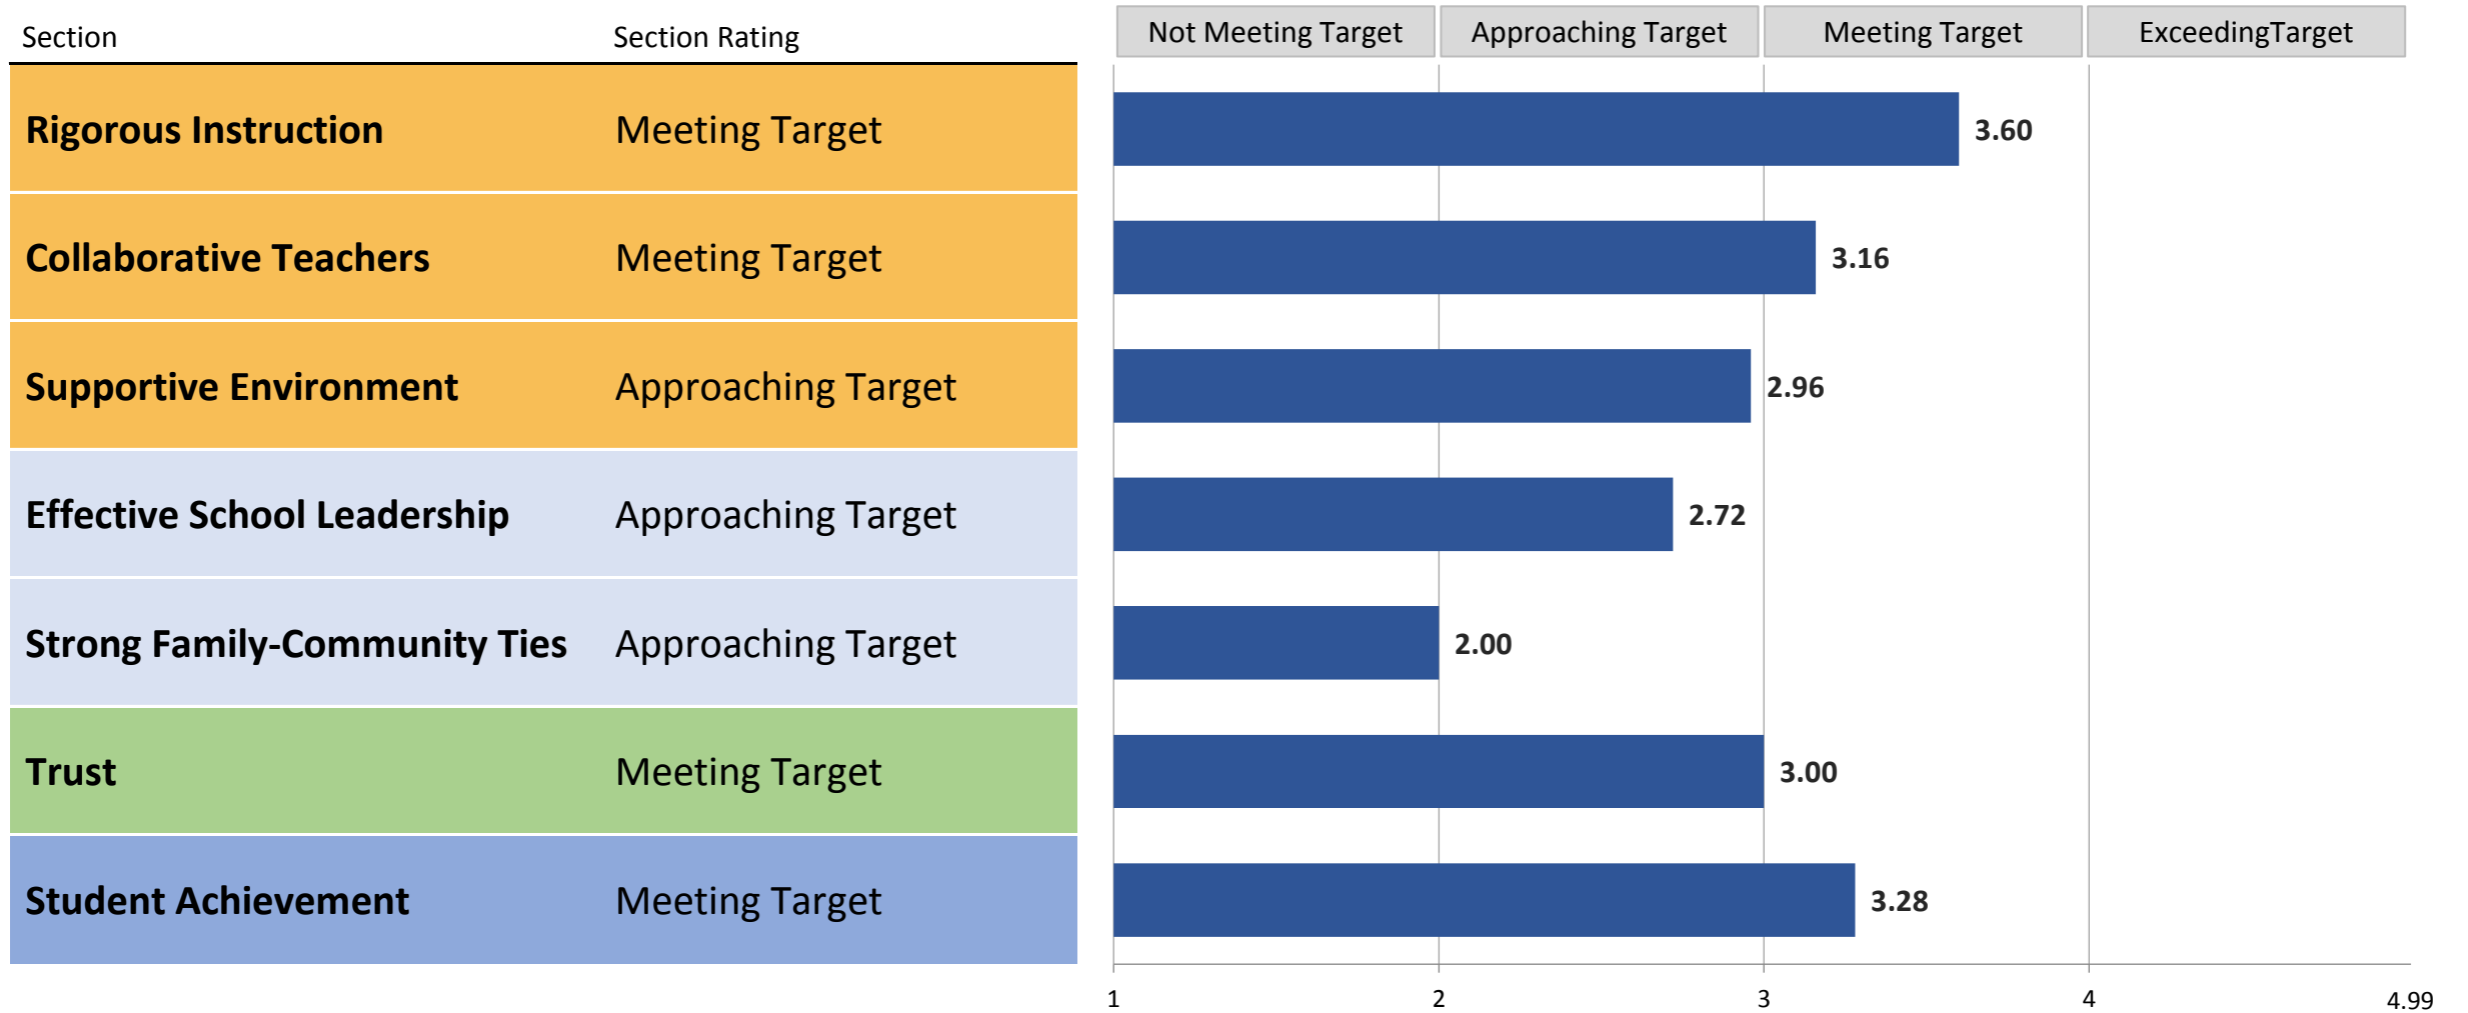 Section Section Rating Not Meeting Target Approaching Target Meeting Target ExceedingTarget
Rigorous Instruction Meeting Target 3.60
Collaborative Teachers Meeting Target 3.16
Supportive Environment Approaching Target 2.96
Effective School Leadership Approaching Target 2.72
Strong Family-Community Ties Approaching Target 2.00
Trust Meeting Target 3.00
Student Achievement Meeting Target 3.28
1 2 3 4 4.99